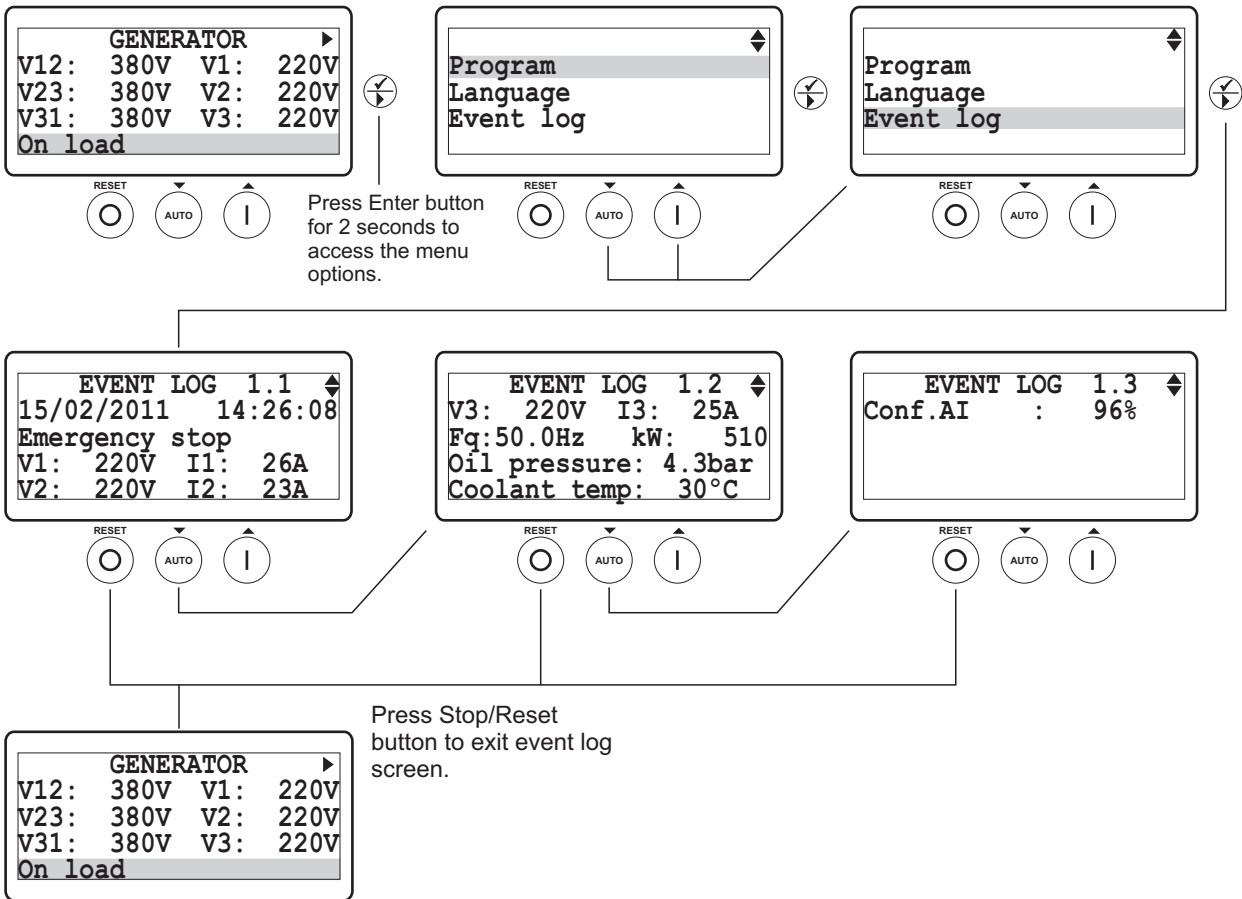 GENERATOR ▶
V12: 380V V1: 220V
V23: 380V V2: 220V
V31: 380V V3: 220V
On load
RESET ▼ ▲
AUTO
Press Enter button
for 2 seconds to
access the menu
options.
Program
Language
Event log
RESET ▼ ▲
AUTO
Program
Language
Event log
RESET ▼ ▲
AUTO
EVENT LOG 1.1
15/02/2011 14:26:08
Emergency stop
V1: 220V I1: 26A
V2: 220V I2: 23A
RESET ▼ ▲
AUTO
EVENT LOG 1.2
V3: 220V I3: 25A
Fq:50.0Hz kW: 510
Oil pressure: 4.3bar
Coolant temp: 30°C
RESET ▼ ▲
AUTO
EVENT LOG 1.3
Conf.AI : 96%
RESET ▼ ▲
AUTO
Press Stop/Reset
button to exit event log
screen.
GENERATOR ▶
V12: 380V V1: 220V
V23: 380V V2: 220V
V31: 380V V3: 220V
On load